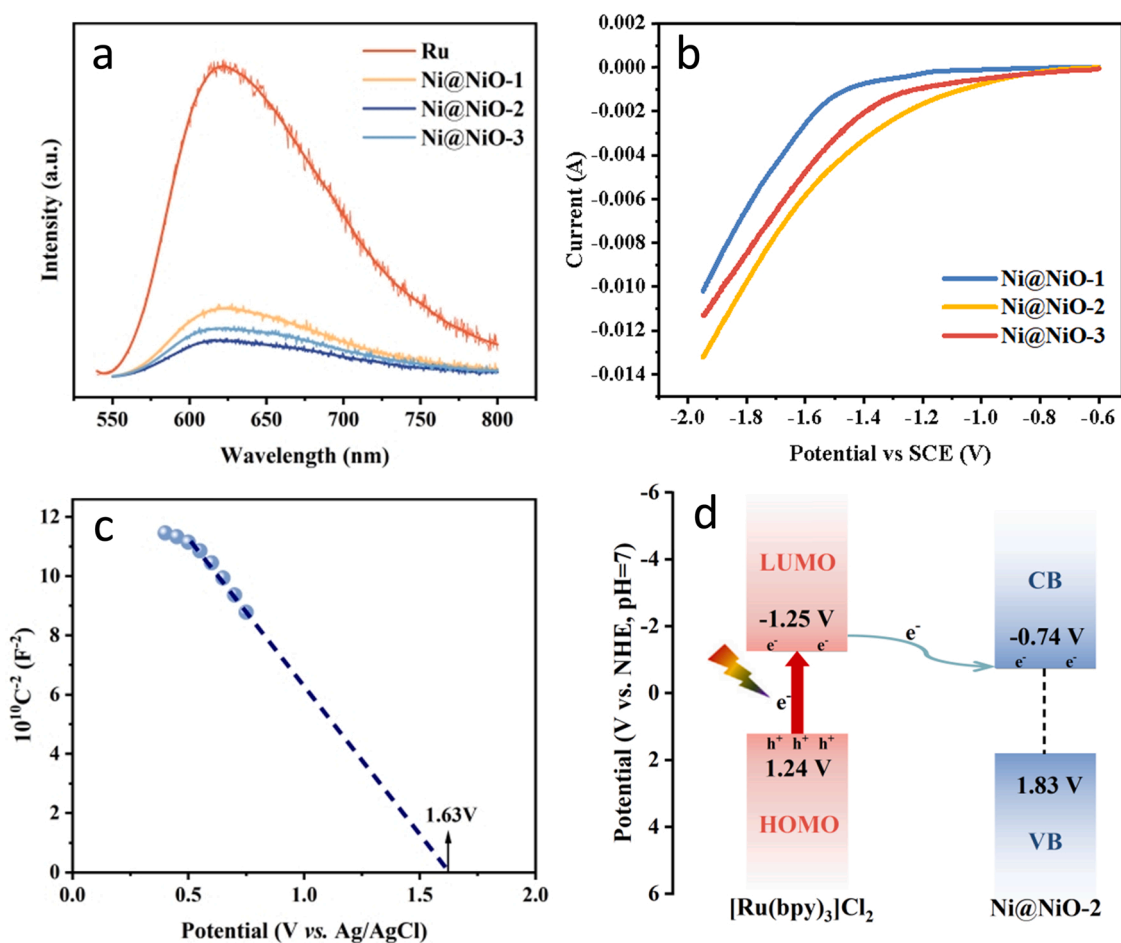 a
Ru
Ni@NiO-1
Ni@NiO-2
Ni@NiO-3
Intensity (a.u.)
550 600 650 700 750 800
Wavelength (nm)
b
0.002
0.000
-0.002
-0.004
-0.006
-0.008
-0.010
-0.012
-0.014
Current (A)
Ni@NiO-1
Ni@NiO-2
Ni@NiO-3
-2.0 -1.8 -1.6 -1.4 -1.2 -1.0 -0.8 -0.6
Potential vs SCE (V)
c
12
10
8
6
4
2
0
10¹⁰C⁻² (F⁻²)
1.63V
0.0 0.5 1.0 1.5 2.0
Potential (V vs. Ag/AgCl)
d
-6
-4
-2
0
2
4
6
Potential (V vs. NHE, pH=7)
LUMO
-1.25 V
e⁻ e⁻
e⁻
h⁺ h⁺ h⁺
1.24 V
HOMO
[Ru(bpy)₃]Cl₂
e⁻
CB
-0.74 V
e⁻ e⁻
1.83 V
VB
Ni@NiO-2